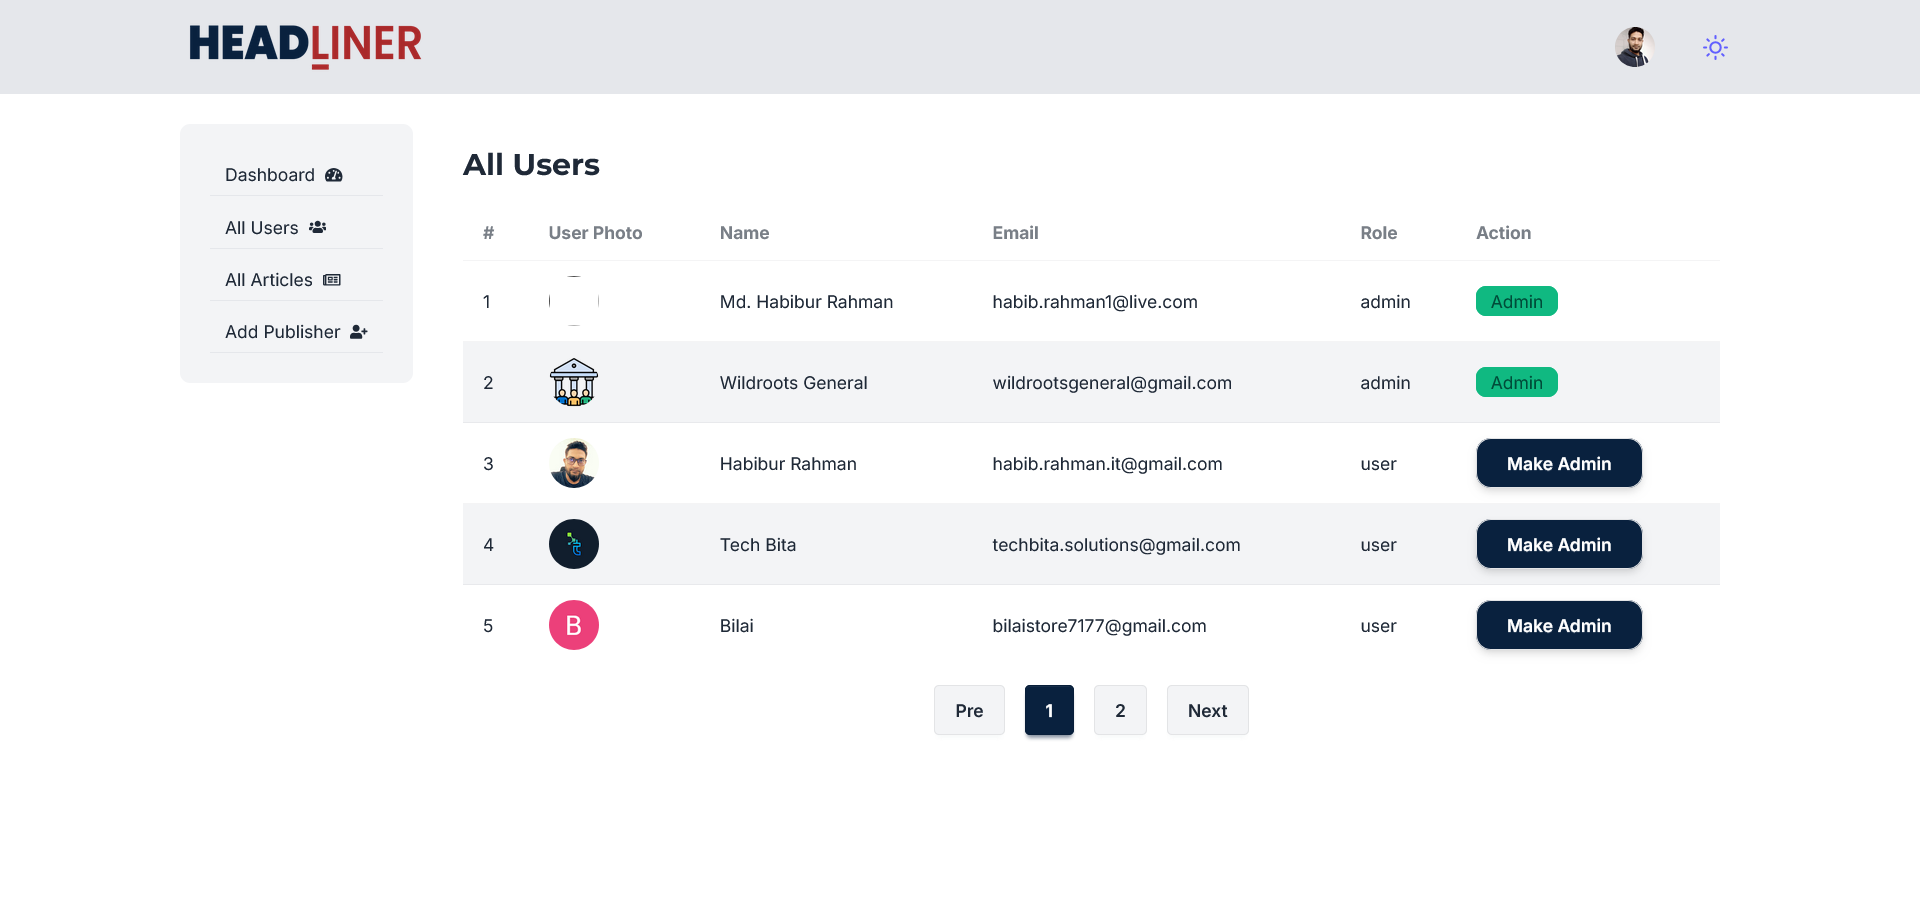 HEADLINER
Dashboard
All Users
All Articles
Add Publisher
All Users
# User Photo Name Email Role Action
1 Md. Habibur Rahman habib.rahman1@live.com admin Admin
2 Wildroots General wildrootsgeneral@gmail.com admin Admin
3 Habibur Rahman habib.rahman.it@gmail.com user Make Admin
4 Tech Bita techbita.solutions@gmail.com user Make Admin
5 B Bilai bilaistore7177@gmail.com user Make Admin
Pre 1 2 Next